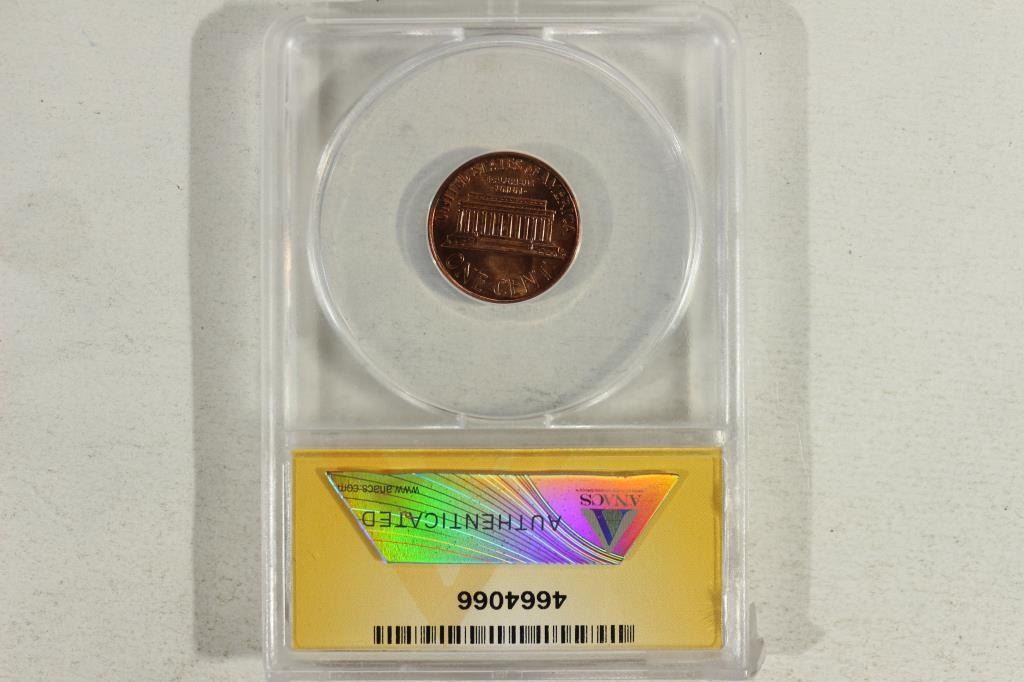 UNITED STATES OF AMERICA
ONE CENT
4664066
ANACS
AUTHENTICATED
www.anacs.com